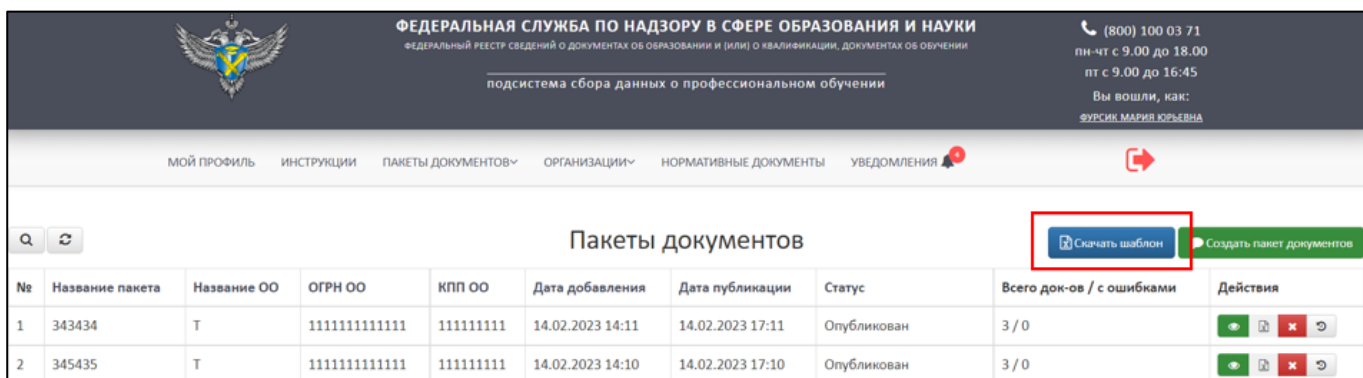 ФЕДЕРАЛЬНАЯ СЛУЖБА ПО НАДЗОРУ В СФЕРЕ ОБРАЗОВАНИЯ И НАУКИ
ФЕДЕРАЛЬНЫЙ РЕЕСТР СВЕДЕНИЙ О ДОКУМЕНТАХ ОБ ОБРАЗОВАНИИ И (ИЛИ) О КВАЛИФИКАЦИИ, ДОКУМЕНТАХ ОБ ОБУЧЕНИИ
подсистема сбора данных о профессиональном обучении
(800) 100 03 71
пн-чт с 9.00 до 18.00
пт с 9.00 до 16:45
Вы вошли, как:
ФУРСИК МАРИЯ ЮРЬЕВНА
МОЙ ПРОФИЛЬ ИНСТРУКЦИИ ПАКЕТЫ ДОКУМЕНТОВ ОРГАНИЗАЦИИ НОРМАТИВНЫЕ ДОКУМЕНТЫ УВЕДОМЛЕНИЯ 4
Пакеты документов Скачать шаблон Создать пакет документов
№ Название пакета Название ОО ОГРН ОО КПП ОО Дата добавления Дата публикации Статус Всего док-ов / с ошибками Действия
1 343434 Т 1111111111111 111111111 14.02.2023 14:11 14.02.2023 17:11 Опубликован 3 / 0
2 345435 Т 1111111111111 111111111 14.02.2023 14:10 14.02.2023 17:10 Опубликован 3 / 0